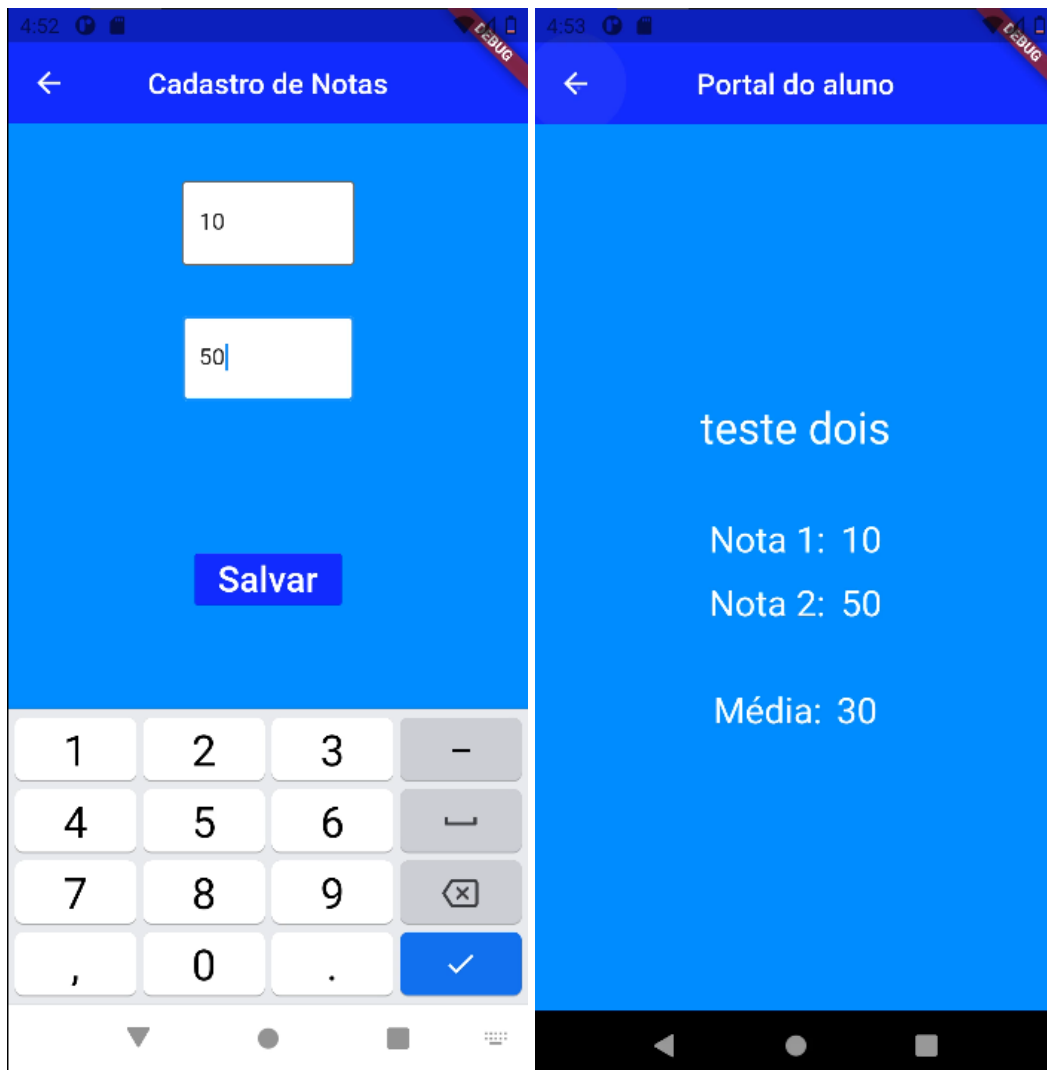 4:52
DEBUG
Cadastro de Notas
10
50
Salvar
1 2 3 –
4 5 6
7 8 9
, 0 .
4:53
DEBUG
Portal do aluno
teste dois
Nota 1: 10
Nota 2: 50
Média: 30